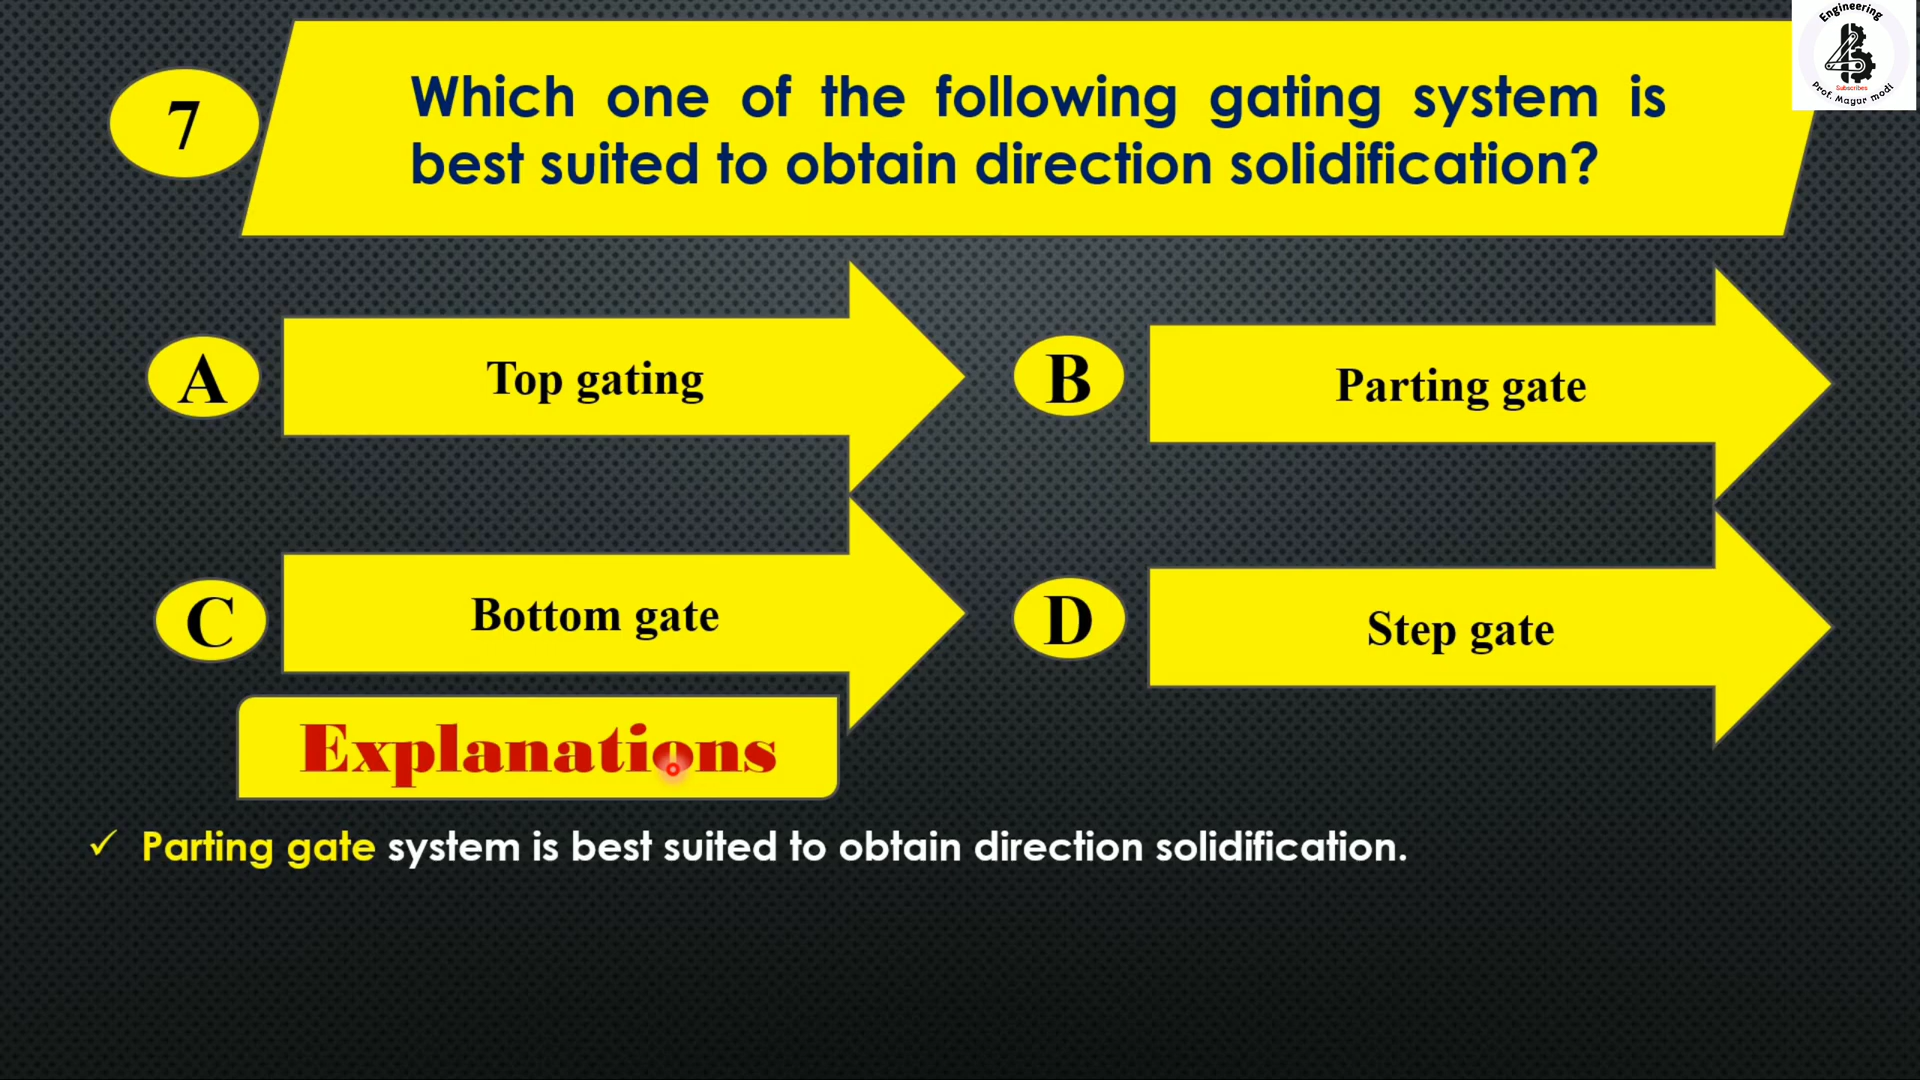 Engineering
Subscribes
Prof. Mayur modi
7
Which one of the following gating system is
best suited to obtain direction solidification?
A
Top gating
B
Parting gate
C
Bottom gate
D
Step gate
Explanations
✓ Parting gate system is best suited to obtain direction solidification.